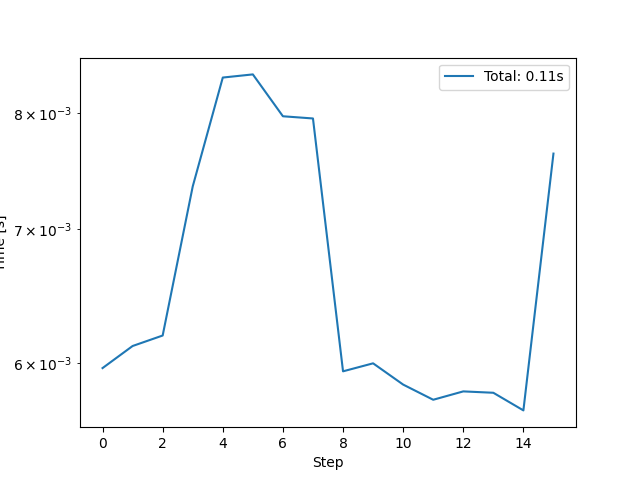 Total: 0.11s
8 × 10⁻³
7 × 10⁻³
6 × 10⁻³
Time [s]
0 2 4 6 8 10 12 14
Step